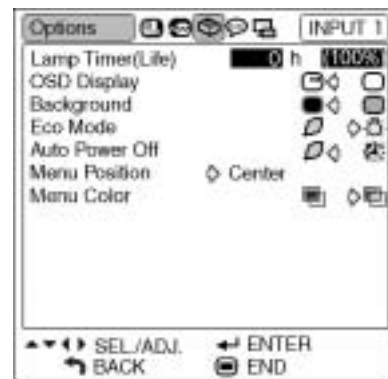 Options INPUT 1
Lamp Timer(Life) 0 h (100%)
OSD Display
Background
Eco Mode
Auto Power Off
Menu Position Center
Menu Color
SEL./ADJ. ENTER
BACK END